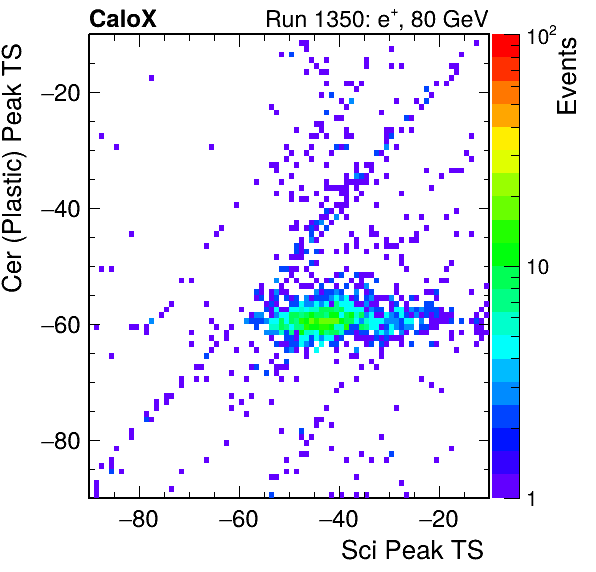 CaloX
Run 1350: e+, 80 GeV
Cer (Plastic) Peak TS
−20
−40
−60
−80
−80
−60
−40
−20
Sci Peak TS
10²
10
1
Events